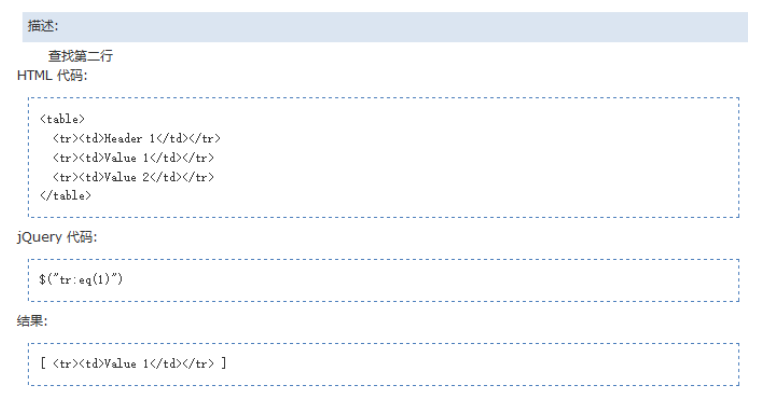 描述:
查找第二行
HTML 代码:
<table>
  <tr><td>Header 1</td></tr>
  <tr><td>Value 1</td></tr>
  <tr><td>Value 2</td></tr>
</table>
jQuery 代码:
$("tr:eq(1)")
结果:
[ <tr><td>Value 1</td></tr> ]